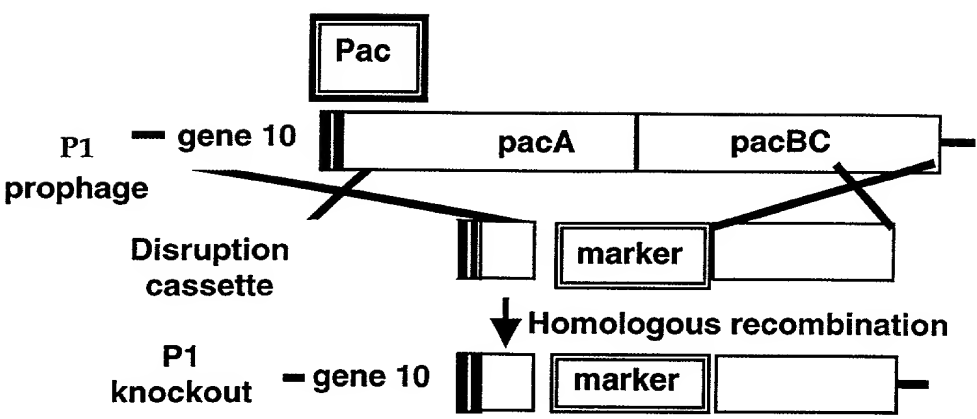 Pac
P1
prophage
gene 10
pacA
pacBC
Disruption
cassette
marker
Homologous recombination
P1
knockout
gene 10
marker